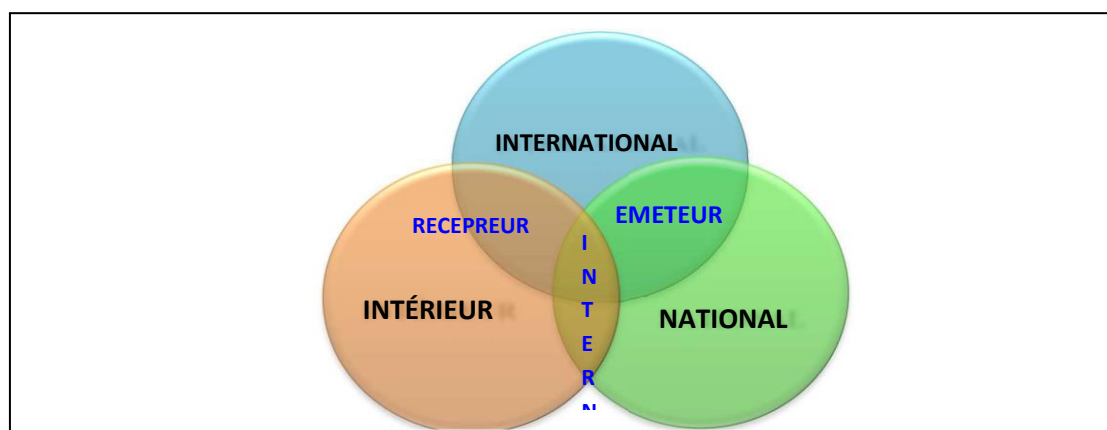 INTERNATIONAL
RECEPREUR
EMETEUR
INTÉRIEUR
NATIONAL
I
N
T
E
R
N